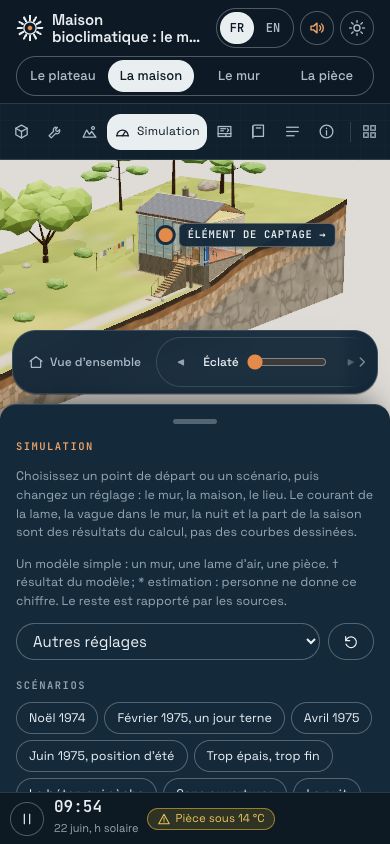 Maison
bioclimatique : le m...
FR
EN
Le plateau
La maison
Le mur
La pièce
Simulation
ÉLÉMENT DE CAPTAGE →
Vue d'ensemble
Éclaté
SIMULATION
Choisissez un point de départ ou un scénario, puis
changez un réglage : le mur, la maison, le lieu. Le courant de
la lame, la vague dans le mur, la nuit et la part de la saison
sont des résultats du calcul, pas des courbes dessinées.
Un modèle simple : un mur, une lame d'air, une pièce. †
résultat du modèle ; * estimation : personne ne donne ce
chiffre. Le reste est rapporté par les sources.
Autres réglages
SCÉNARIOS
Noël 1974
Février 1975, un jour terne
Avril 1975
Juin 1975, position d'été
Trop épais, trop fin
09:54
22 juin, h solaire
Pièce sous 14 °C